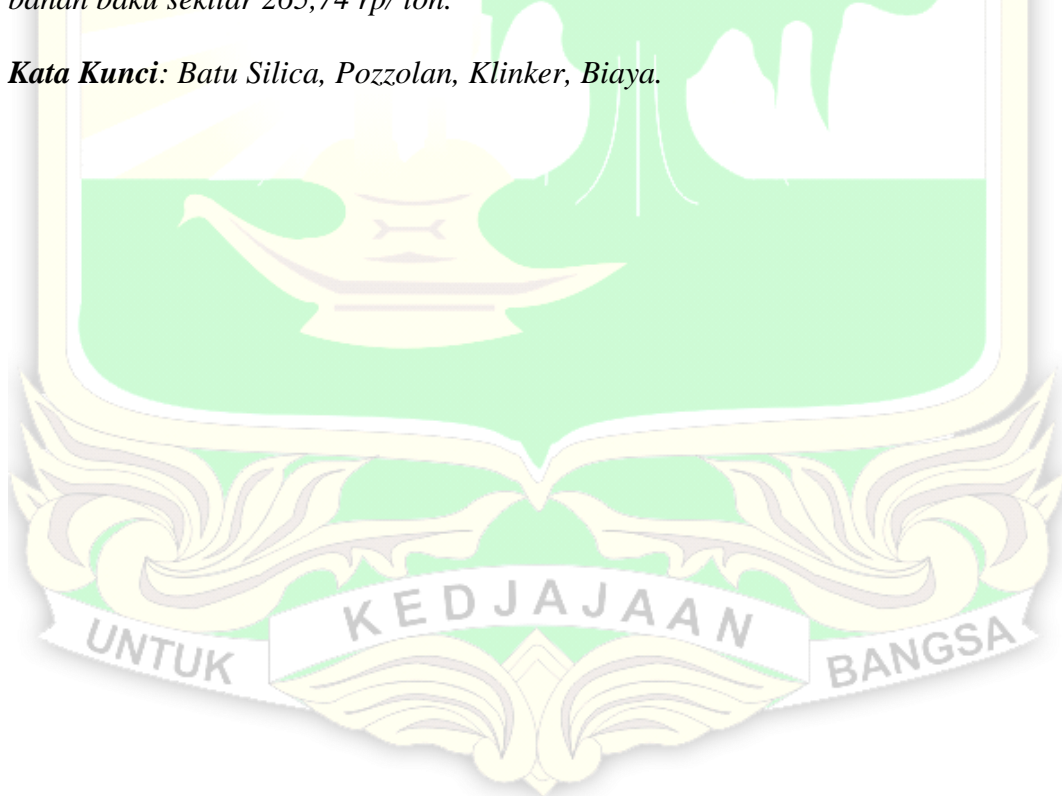 bahan baku sekitar 265,74 rp/ ton.
Kata Kunci: Batu Silica, Pozzolan, Klinker, Biaya.
UNTUK KEDJAJAAN BANGSA